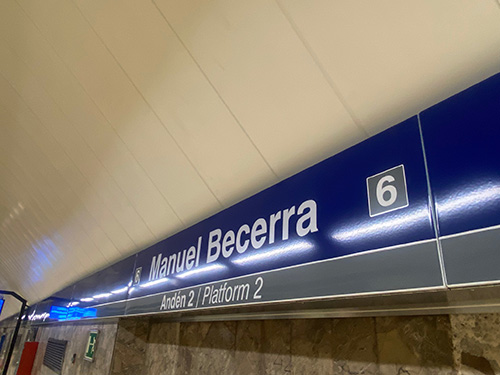 Manuel Becerra
6
Andén 2 / Platform 2